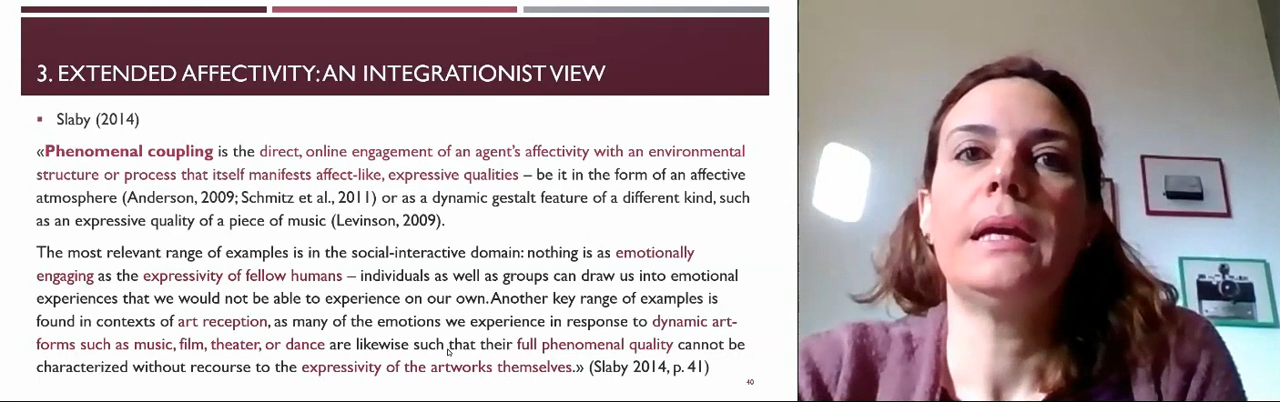 3. EXTENDED AFFECTIVITY: AN INTEGRATIONIST VIEW
▪ Slaby (2014)
«Phenomenal coupling is the direct, online engagement of an agent's affectivity with an environmental
structure or process that itself manifests affect-like, expressive qualities – be it in the form of an affective
atmosphere (Anderson, 2009; Schmitz et al., 2011) or as a dynamic gestalt feature of a different kind, such
as an expressive quality of a piece of music (Levinson, 2009).
The most relevant range of examples is in the social-interactive domain: nothing is as emotionally
engaging as the expressivity of fellow humans – individuals as well as groups can draw us into emotional
experiences that we would not be able to experience on our own. Another key range of examples is
found in contexts of art reception, as many of the emotions we experience in response to dynamic art-
forms such as music, film, theater, or dance are likewise such that their full phenomenal quality cannot be
characterized without recourse to the expressivity of the artworks themselves.» (Slaby 2014, p. 41)
40